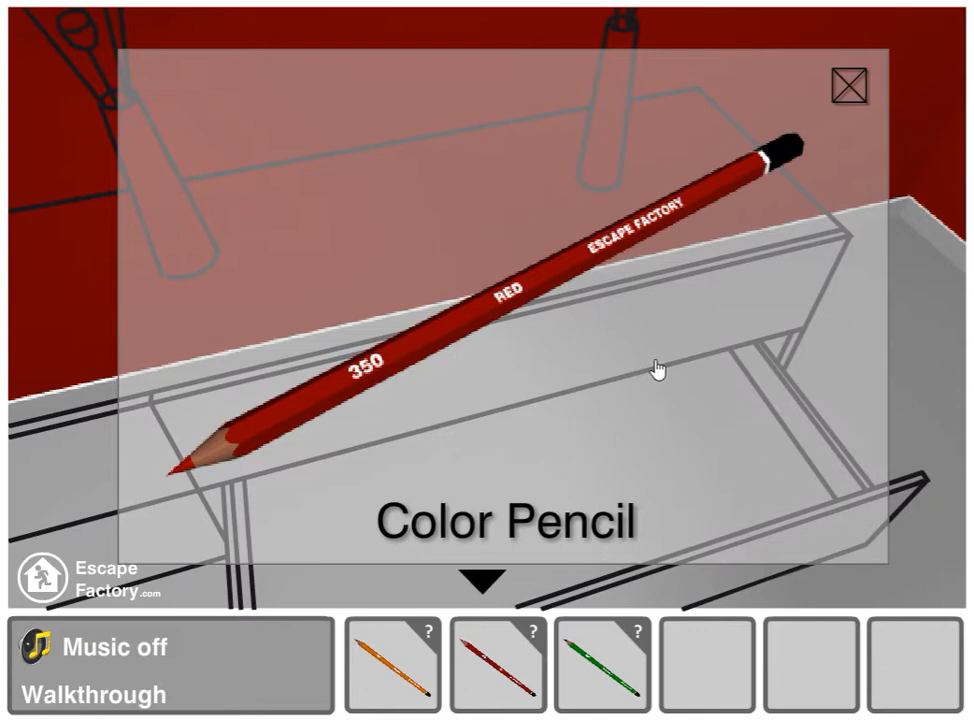 ESCAPE FACTORY
RED
350
Color Pencil
Escape
Factory.com
Music off
Walkthrough
? ? ?